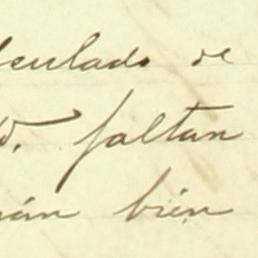 lculado de
V. faltan
rán bien